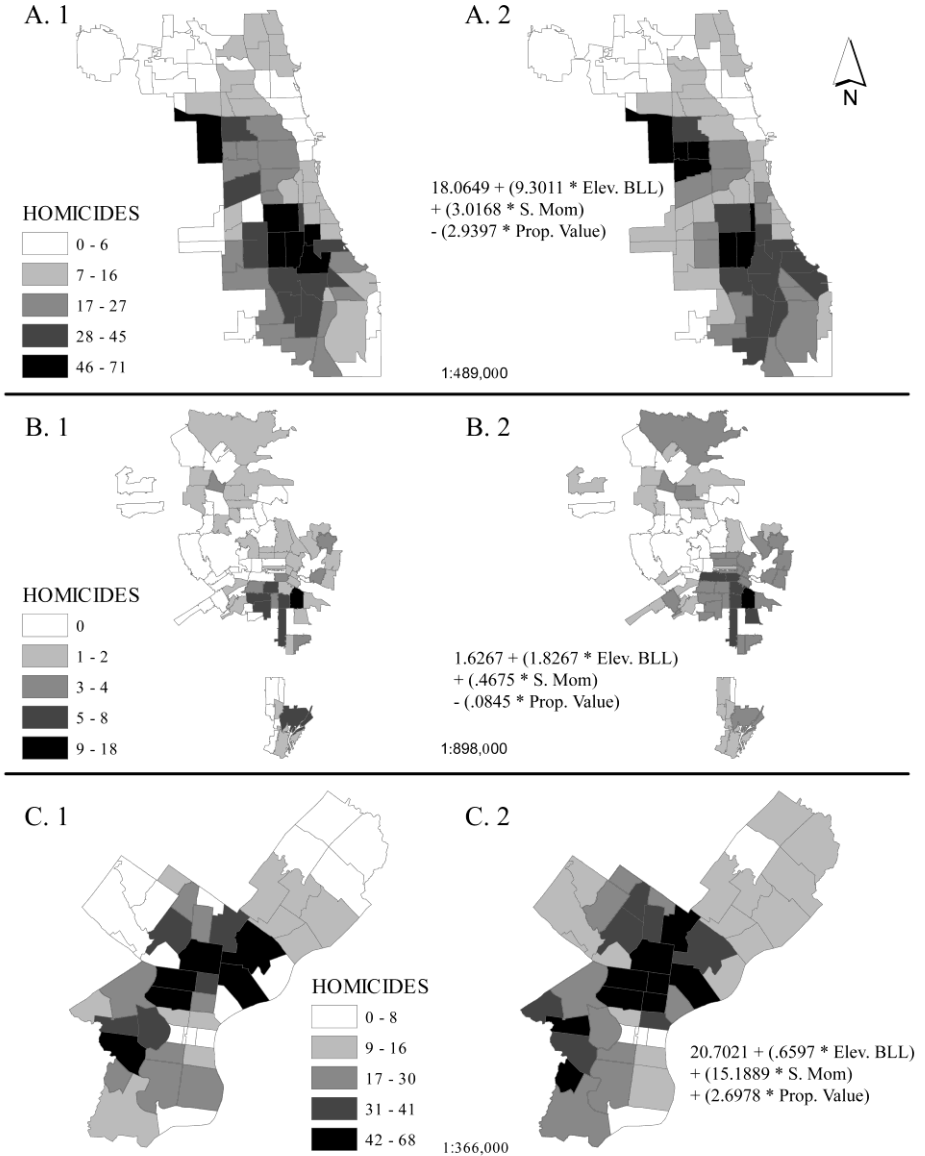 A. 1
A. 2
N
18.0649 + (9.3011 * Elev. BLL)
+ (3.0168 * S. Mom)
- (2.9397 * Prop. Value)
HOMICIDES
0 - 6
7 - 16
17 - 27
28 - 45
46 - 71
1:489,000
B. 1
B. 2
HOMICIDES
0
1 - 2
3 - 4
5 - 8
9 - 18
1.6267 + (1.8267 * Elev. BLL)
+ (.4675 * S. Mom)
- (.0845 * Prop. Value)
1:898,000
C. 1
C. 2
HOMICIDES
0 - 8
9 - 16
17 - 30
31 - 41
42 - 68
20.7021 + (.6597 * Elev. BLL)
+ (15.1889 * S. Mom)
+ (2.6978 * Prop. Value)
1:366,000